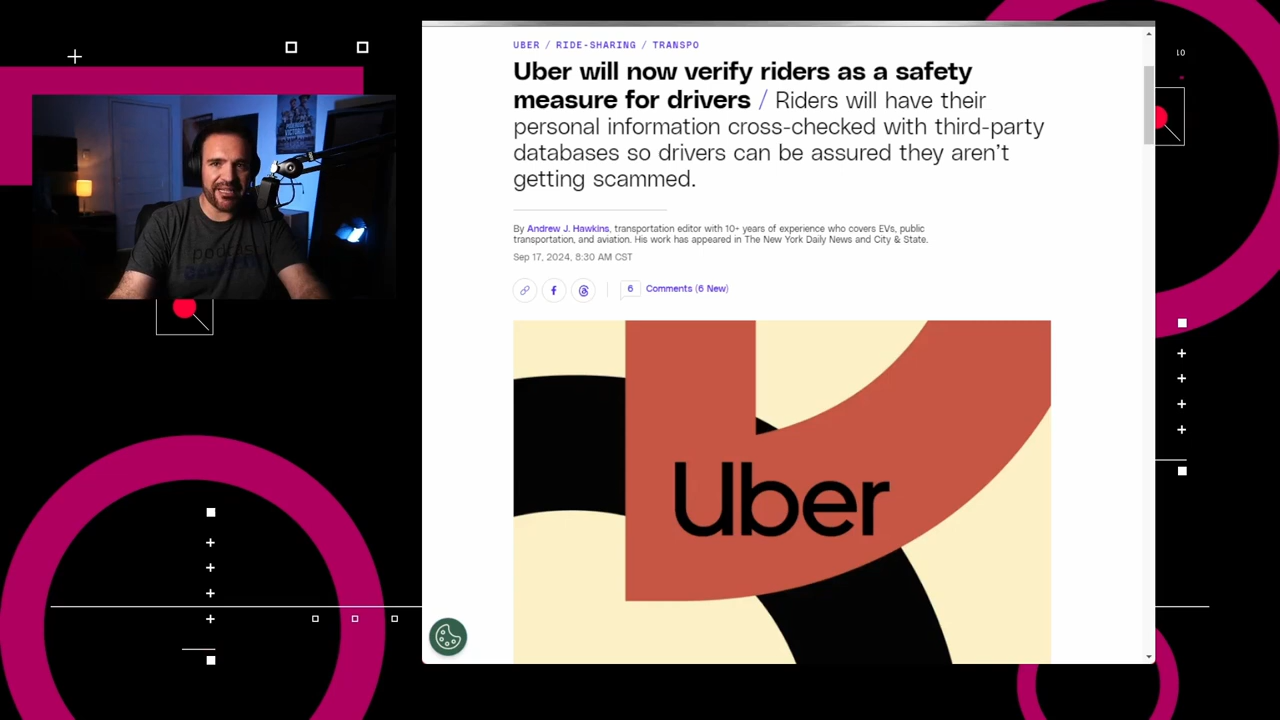 UBER / RIDE-SHARING / TRANSPO
Uber will now verify riders as a safety
measure for drivers / Riders will have their
personal information cross-checked with third-party
databases so drivers can be assured they aren't
getting scammed.
By Andrew J. Hawkins, transportation editor with 10+ years of experience who covers EVs, public
transportation, and aviation. His work has appeared in The New York Daily News and City & State.
Sep 17, 2024, 8:30 AM CST
6 Comments (6 New)
Uber
10